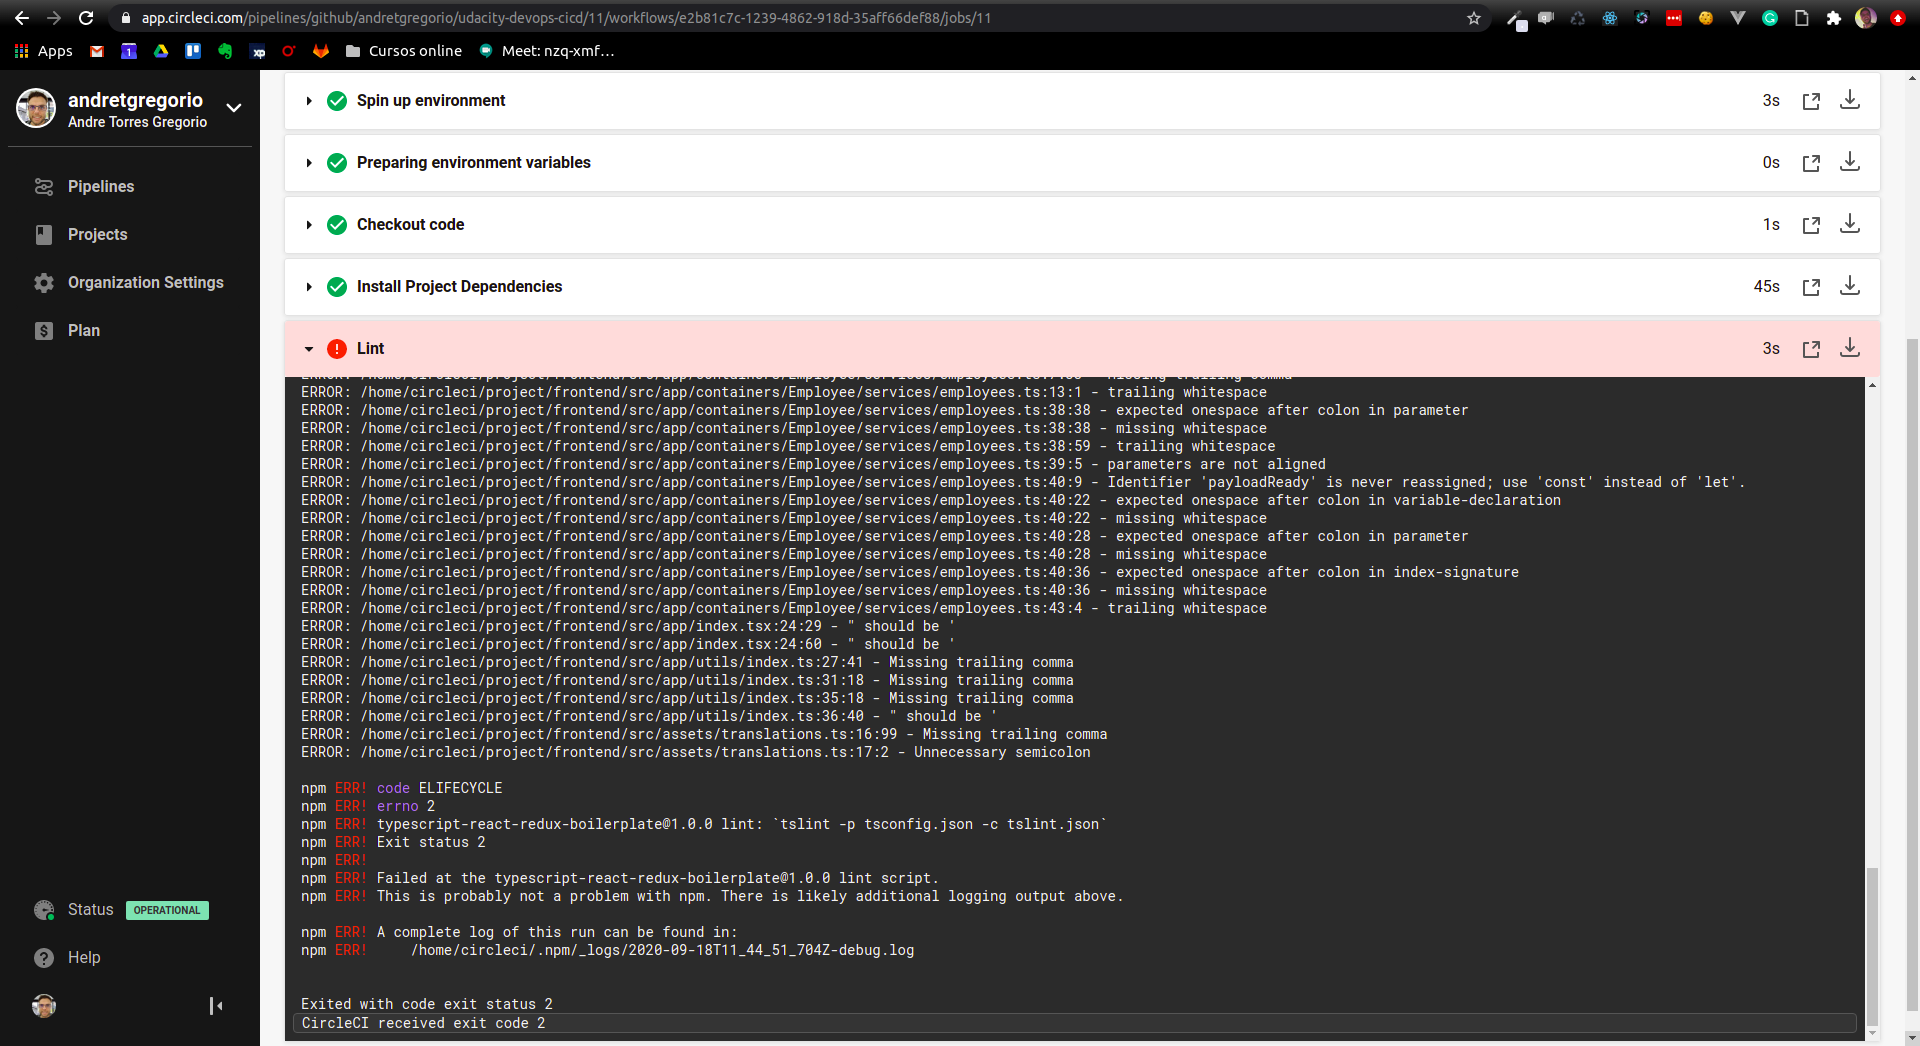 app.circleci.com/pipelines/github/andretgregorio/udacity-devops-cicd/11/workflows/e2b81c7c-1239-4862-918d-35aff66def88/jobs/11
Apps
Cursos online
Meet: nzq-xmf…
andretgregorio
Andre Torres Gregorio
Pipelines
Projects
Organization Settings
Plan
Status OPERATIONAL
Help
Spin up environment 3s
Preparing environment variables 0s
Checkout code 1s
Install Project Dependencies 45s
Lint 3s
ERROR: /home/circleci/project/frontend/src/app/containers/Employee/services/employees.ts:13:1 - trailing whitespace
ERROR: /home/circleci/project/frontend/src/app/containers/Employee/services/employees.ts:38:38 - expected onespace after colon in parameter
ERROR: /home/circleci/project/frontend/src/app/containers/Employee/services/employees.ts:38:38 - missing whitespace
ERROR: /home/circleci/project/frontend/src/app/containers/Employee/services/employees.ts:38:59 - trailing whitespace
ERROR: /home/circleci/project/frontend/src/app/containers/Employee/services/employees.ts:39:5 - parameters are not aligned
ERROR: /home/circleci/project/frontend/src/app/containers/Employee/services/employees.ts:40:9 - Identifier 'payloadReady' is never reassigned; use 'const' instead of 'let'.
ERROR: /home/circleci/project/frontend/src/app/containers/Employee/services/employees.ts:40:22 - expected onespace after colon in variable-declaration
ERROR: /home/circleci/project/frontend/src/app/containers/Employee/services/employees.ts:40:22 - missing whitespace
ERROR: /home/circleci/project/frontend/src/app/containers/Employee/services/employees.ts:40:28 - expected onespace after colon in parameter
ERROR: /home/circleci/project/frontend/src/app/containers/Employee/services/employees.ts:40:28 - missing whitespace
ERROR: /home/circleci/project/frontend/src/app/containers/Employee/services/employees.ts:40:36 - expected onespace after colon in index-signature
ERROR: /home/circleci/project/frontend/src/app/containers/Employee/services/employees.ts:40:36 - missing whitespace
ERROR: /home/circleci/project/frontend/src/app/containers/Employee/services/employees.ts:43:4 - trailing whitespace
ERROR: /home/circleci/project/frontend/src/app/index.tsx:24:29 - " should be '
ERROR: /home/circleci/project/frontend/src/app/index.tsx:24:60 - " should be '
ERROR: /home/circleci/project/frontend/src/app/utils/index.ts:27:41 - Missing trailing comma
ERROR: /home/circleci/project/frontend/src/app/utils/index.ts:31:18 - Missing trailing comma
ERROR: /home/circleci/project/frontend/src/app/utils/index.ts:35:18 - Missing trailing comma
ERROR: /home/circleci/project/frontend/src/app/utils/index.ts:36:40 - " should be '
ERROR: /home/circleci/project/frontend/src/assets/translations.ts:16:99 - Missing trailing comma
ERROR: /home/circleci/project/frontend/src/assets/translations.ts:17:2 - Unnecessary semicolon
npm ERR! code ELIFECYCLE
npm ERR! errno 2
npm ERR! typescript-react-redux-boilerplate@1.0.0 lint: `tslint -p tsconfig.json -c tslint.json`
npm ERR! Exit status 2
npm ERR!
npm ERR! Failed at the typescript-react-redux-boilerplate@1.0.0 lint script.
npm ERR! This is probably not a problem with npm. There is likely additional logging output above.
npm ERR! A complete log of this run can be found in:
npm ERR! /home/circleci/.npm/_logs/2020-09-18T11_44_51_704Z-debug.log
Exited with code exit status 2
CircleCI received exit code 2